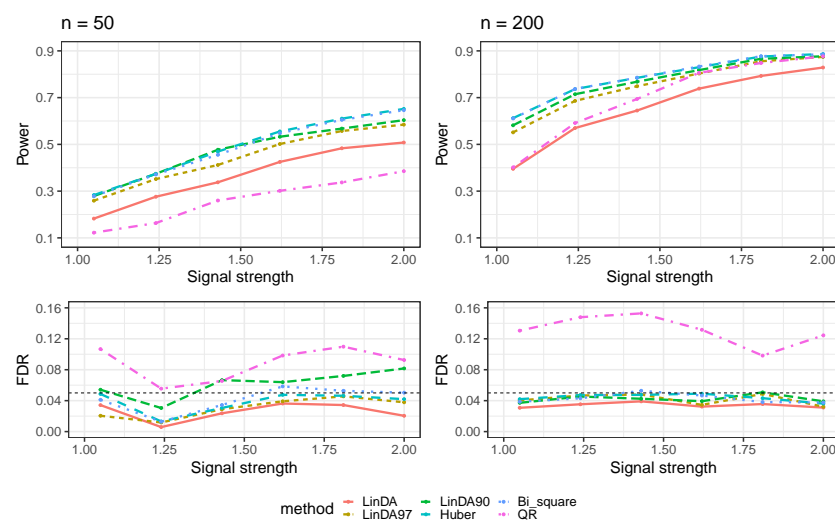 n = 50
n = 200
Power
0.9
0.7
0.5
0.3
0.1
1.00
1.25
1.50
1.75
2.00
Signal strength
Power
0.9
0.7
0.5
0.3
0.1
1.00
1.25
1.50
1.75
2.00
Signal strength
FDR
0.16
0.12
0.08
0.04
0.00
1.00
1.25
1.50
1.75
2.00
Signal strength
FDR
0.16
0.12
0.08
0.04
0.00
1.00
1.25
1.50
1.75
2.00
Signal strength
method
LinDA
LinDA90
Bi_square
LinDA97
Huber
QR